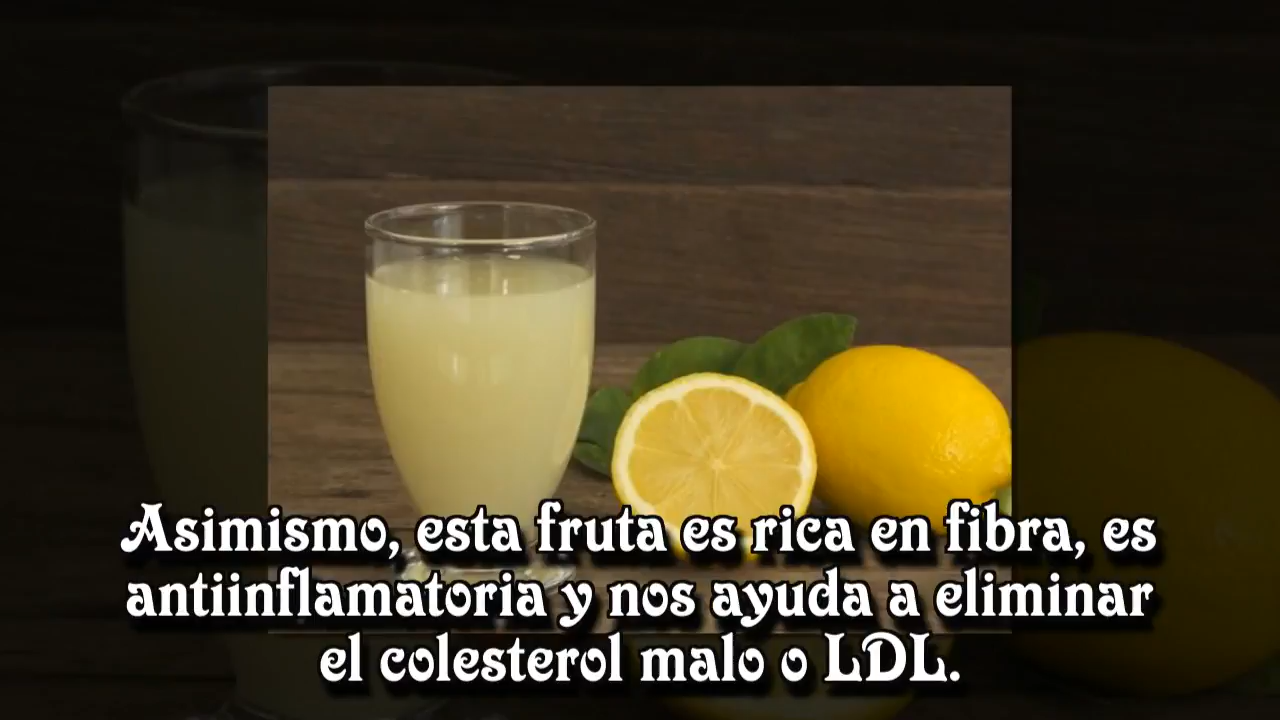 Asimismo, esta fruta es rica en fibra, es
antiinflamatoria y nos ayuda a eliminar
el colesterol malo o LDL.